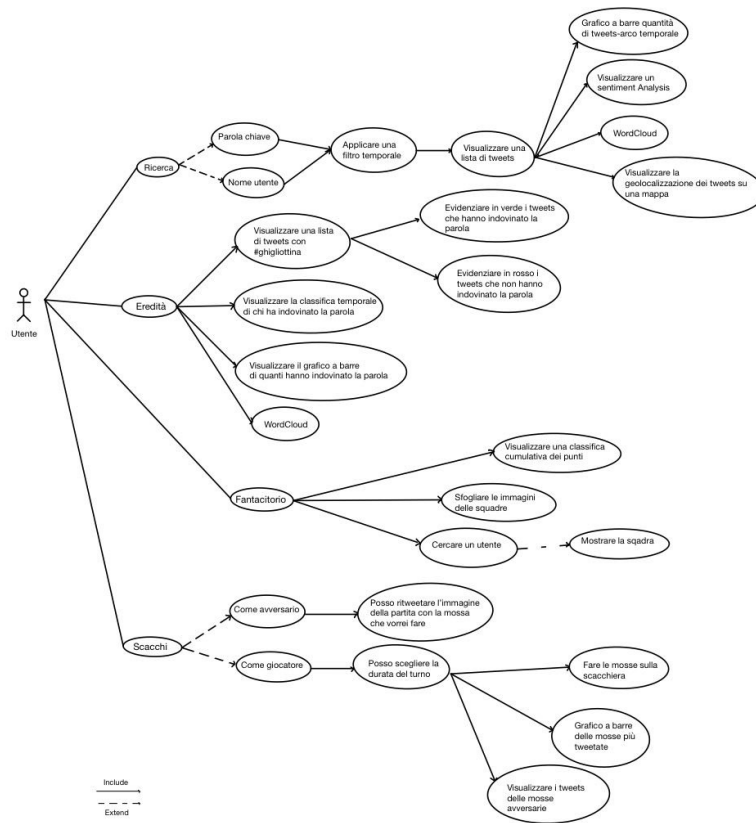 Grafico a barre quantità
di tweets-arco temporale
Visualizzare un
sentiment Analysis
WordCloud
Visualizzare la
geolocalizzazione dei tweets su
una mappa
Parola chiave
Nome utente
Ricerca
Applicare una
filtro temporale
Visualizzare una
lista di tweets
Utente
Eredità
Visualizzare una lista
di tweets con
#ghigliottina
Evidenziare in verde i tweets
che hanno indovinato la
parola
Evidenziare in rosso i
tweets che non hanno
indovinato la parola
Visualizzare la classifica temporale
di chi ha indovinato la parola
Visualizzare il grafico a barre
di quanti hanno indovinato la parola
WordCloud
Fantacitorio
Visualizzare una classifica
cumulativa dei punti
Sfogliare le immagini
delle squadre
Cercare un utente
Mostrare la sqadra
Scacchi
Come avversario
Posso ritweetare l'immagine
della partita con la mossa
che vorrei fare
Come giocatore
Posso scegliere la
durata del turno
Fare le mosse sulla
scacchiera
Grafico a barre
delle mosse più
tweetate
Visualizzare i tweets
delle mosse
avversarie
Include
Extend